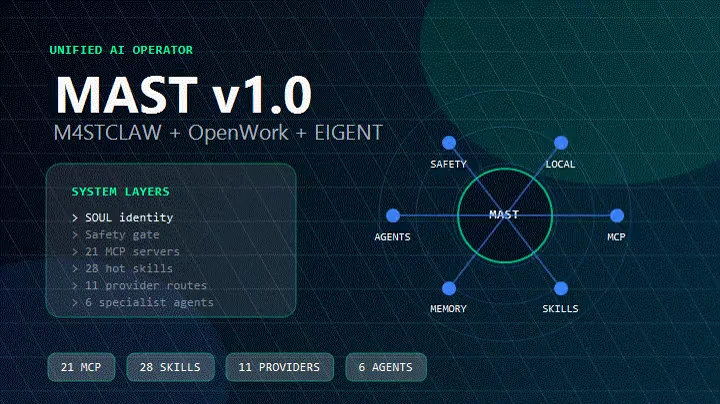 UNIFIED AI OPERATOR
MAST v1.0
M4STCLAW + OpenWork + EIGENT
SYSTEM LAYERS
> SOUL identity
> Safety gate
> 21 MCP servers
> 28 hot skills
> 11 provider routes
> 6 specialist agents
SAFETY
LOCAL
MAST
AGENTS
MCP
MEMORY
SKILLS
21 MCP
28 SKILLS
11 PROVIDERS
6 AGENTS